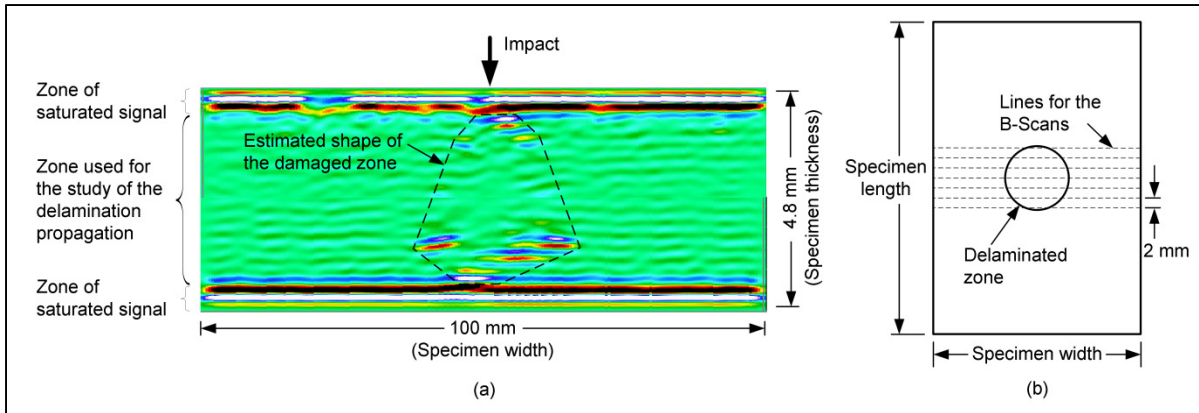 Impact
Zone of
saturated signal
Estimated shape of
the damaged zone
Zone used for
the study of the
delamination
propagation
Zone of
saturated signal
4.8 mm
(Specimen thickness)
100 mm
(Specimen width)
(a)
Lines for the
B-Scans
Specimen
length
Delaminated
zone
2 mm
Specimen width
(b)